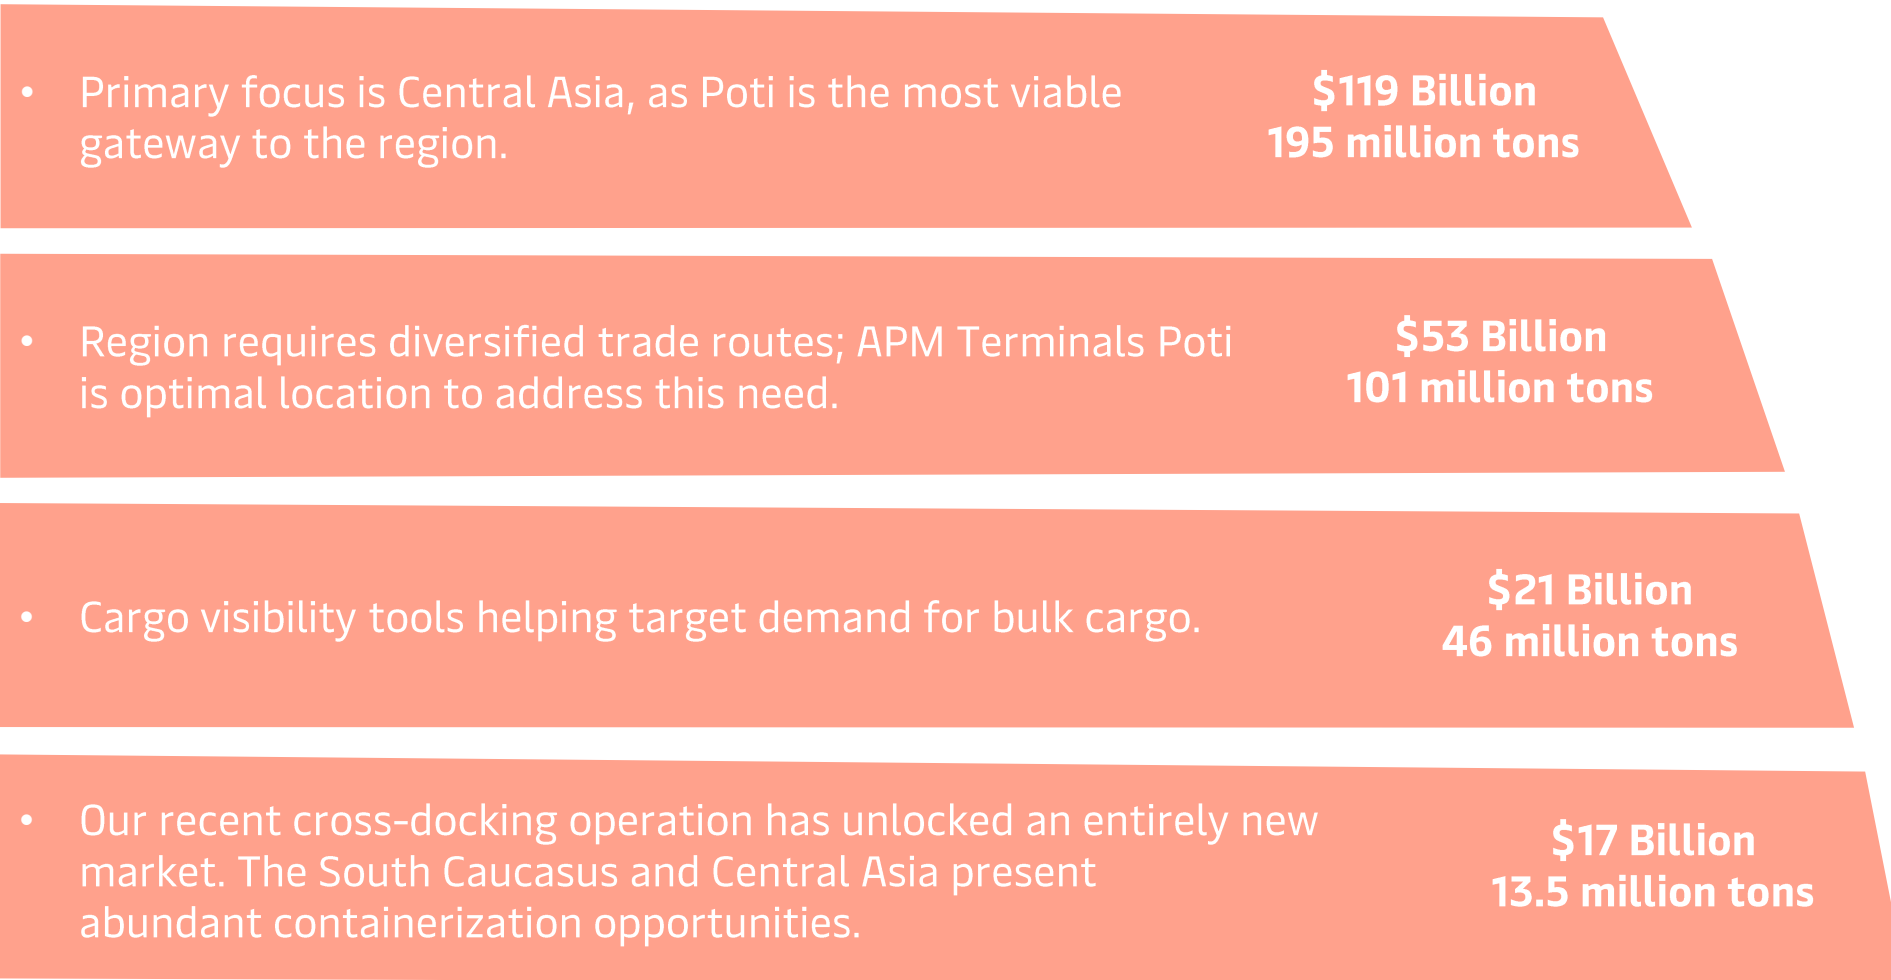 • Primary focus is Central Asia, as Poti is the most viable
gateway to the region.
$119 Billion
195 million tons
• Region requires diversified trade routes; APM Terminals Poti
is optimal location to address this need.
$53 Billion
101 million tons
• Cargo visibility tools helping target demand for bulk cargo.
$21 Billion
46 million tons
• Our recent cross-docking operation has unlocked an entirely new
market. The South Caucasus and Central Asia present
abundant containerization opportunities.
$17 Billion
13.5 million tons